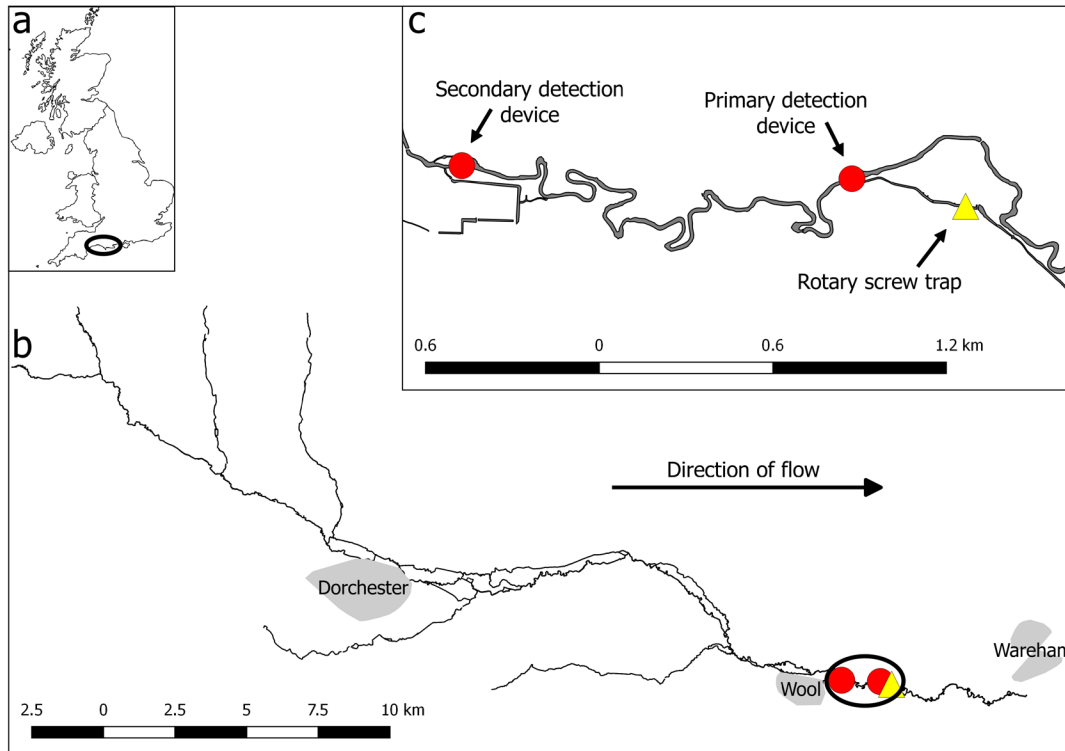 a
c
Secondary detection
device
Primary detection
device
Rotary screw trap
0.6 0 0.6 1.2 km
b
Direction of flow
Dorchester
Wareham
Wool
2.5 0 2.5 5 7.5 10 km